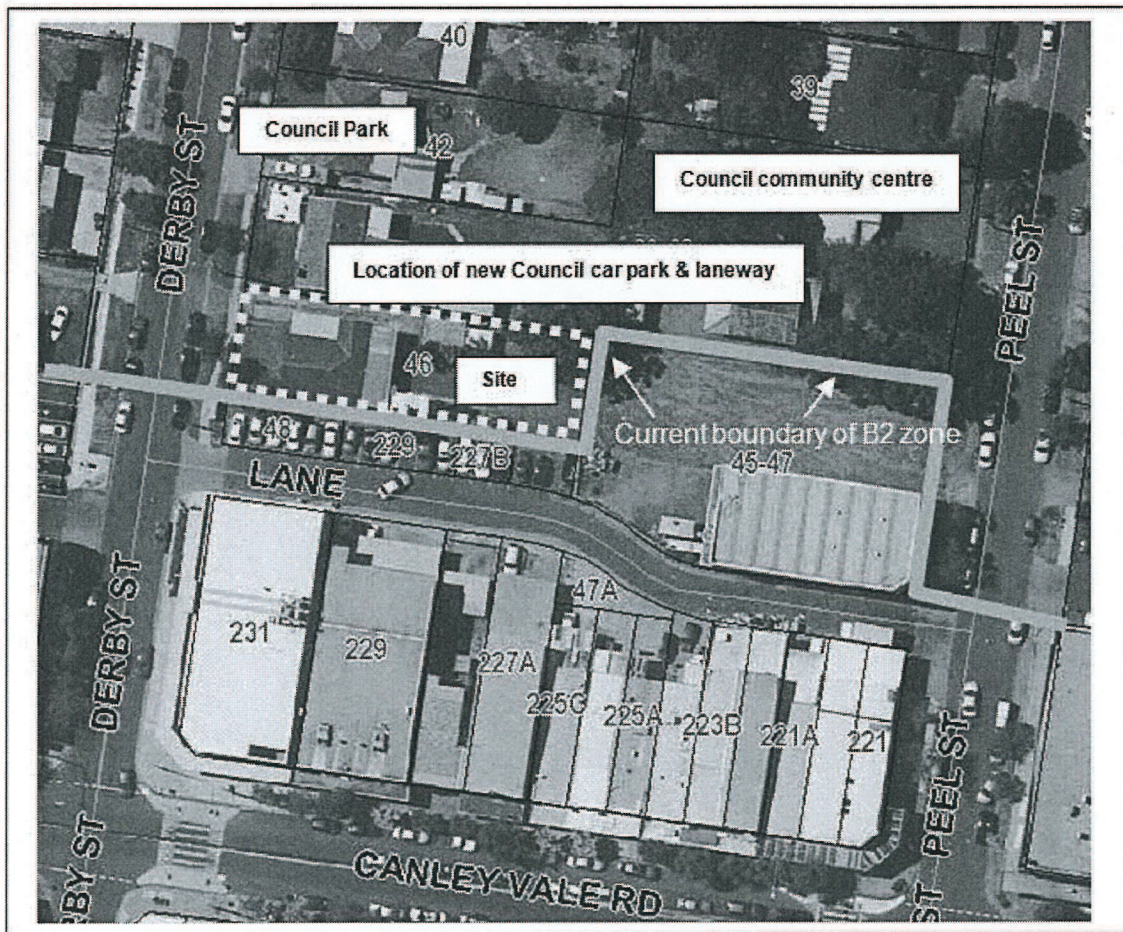 40
39
Council Park
42
Council community centre
DERBY ST
PEEL ST
Location of new Council car park & laneway
46
Site
Current boundary of B2 zone
45-47
48
229
227B
LANE
47A
231
229
227A
225C
225A
223B
221A
221
DERBY ST
PEEL ST
CANLEY VALE RD
RBY ST
ST